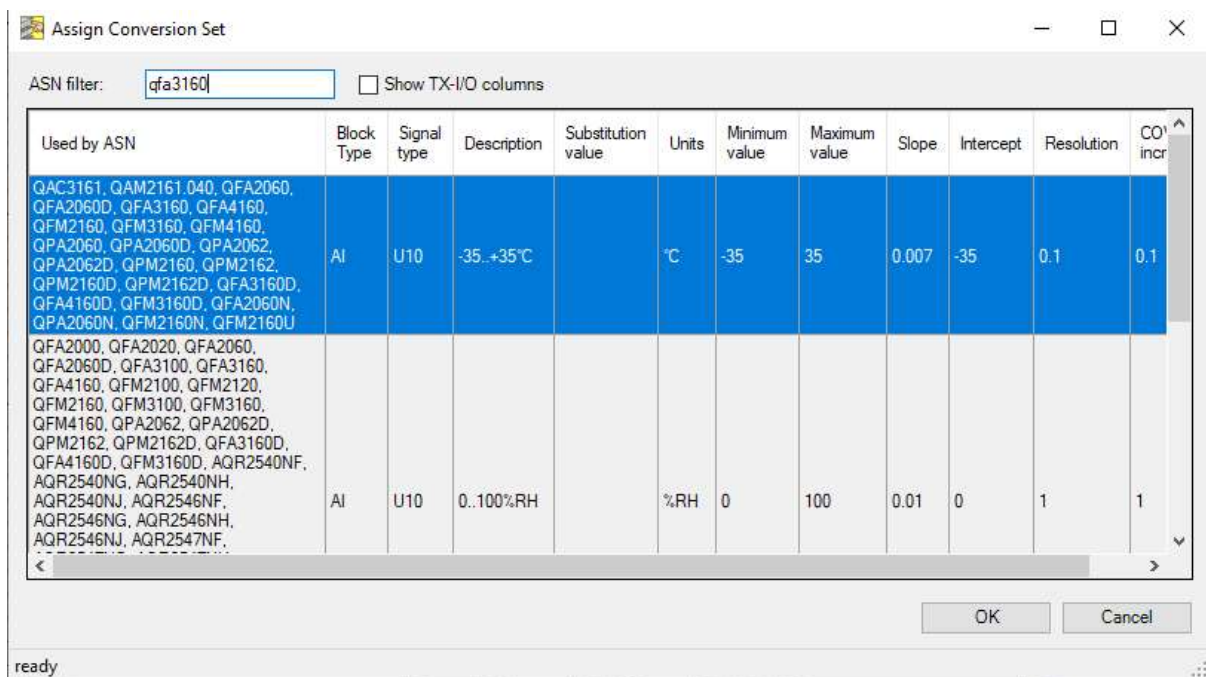 Assign Conversion Set
ASN filter: qfa3160 Show TX-I/O columns
Used by ASN
Block Type
Signal type
Description
Substitution value
Units
Minimum value
Maximum value
Slope
Intercept
Resolution
incr
QAC3161, QAM2161.040, QFA2060,
QFA2060D, QFA3160, QFA4160,
QFM2160, QFM3160, QFM4160,
QPA2060, QPA2060D, QPA2062,
QPA2062D, QPM2160, QPM2162,
QPM2160D, QPM2162D, QFA3160D,
QFA4160D, QFM3160D, QFA2060N,
QPA2060N, QFM2160N, QFM2160U
AI U10 -35..+35°C °C -35 35 0.007 -35 0.1 0.1
QFA2000, QFA2020, QFA2060,
QFA2060D, QFA3100, QFA3160,
QFA4160, QFM2100, QFM2120,
QFM2160, QFM3100, QFM3160,
QFM4160, QPA2062, QPA2062D,
QPM2162, QPM2162D, QFA3160D,
QFA4160D, QFM3160D, AQR2540NF,
AQR2540NG, AQR2540NH,
AQR2540NJ, AQR2546NF,
AQR2546NG, AQR2546NH,
AQR2546NJ, AQR2547NF,
AI U10 0..100%RH %RH 0 100 0.01 0 1 1
OK Cancel
ready